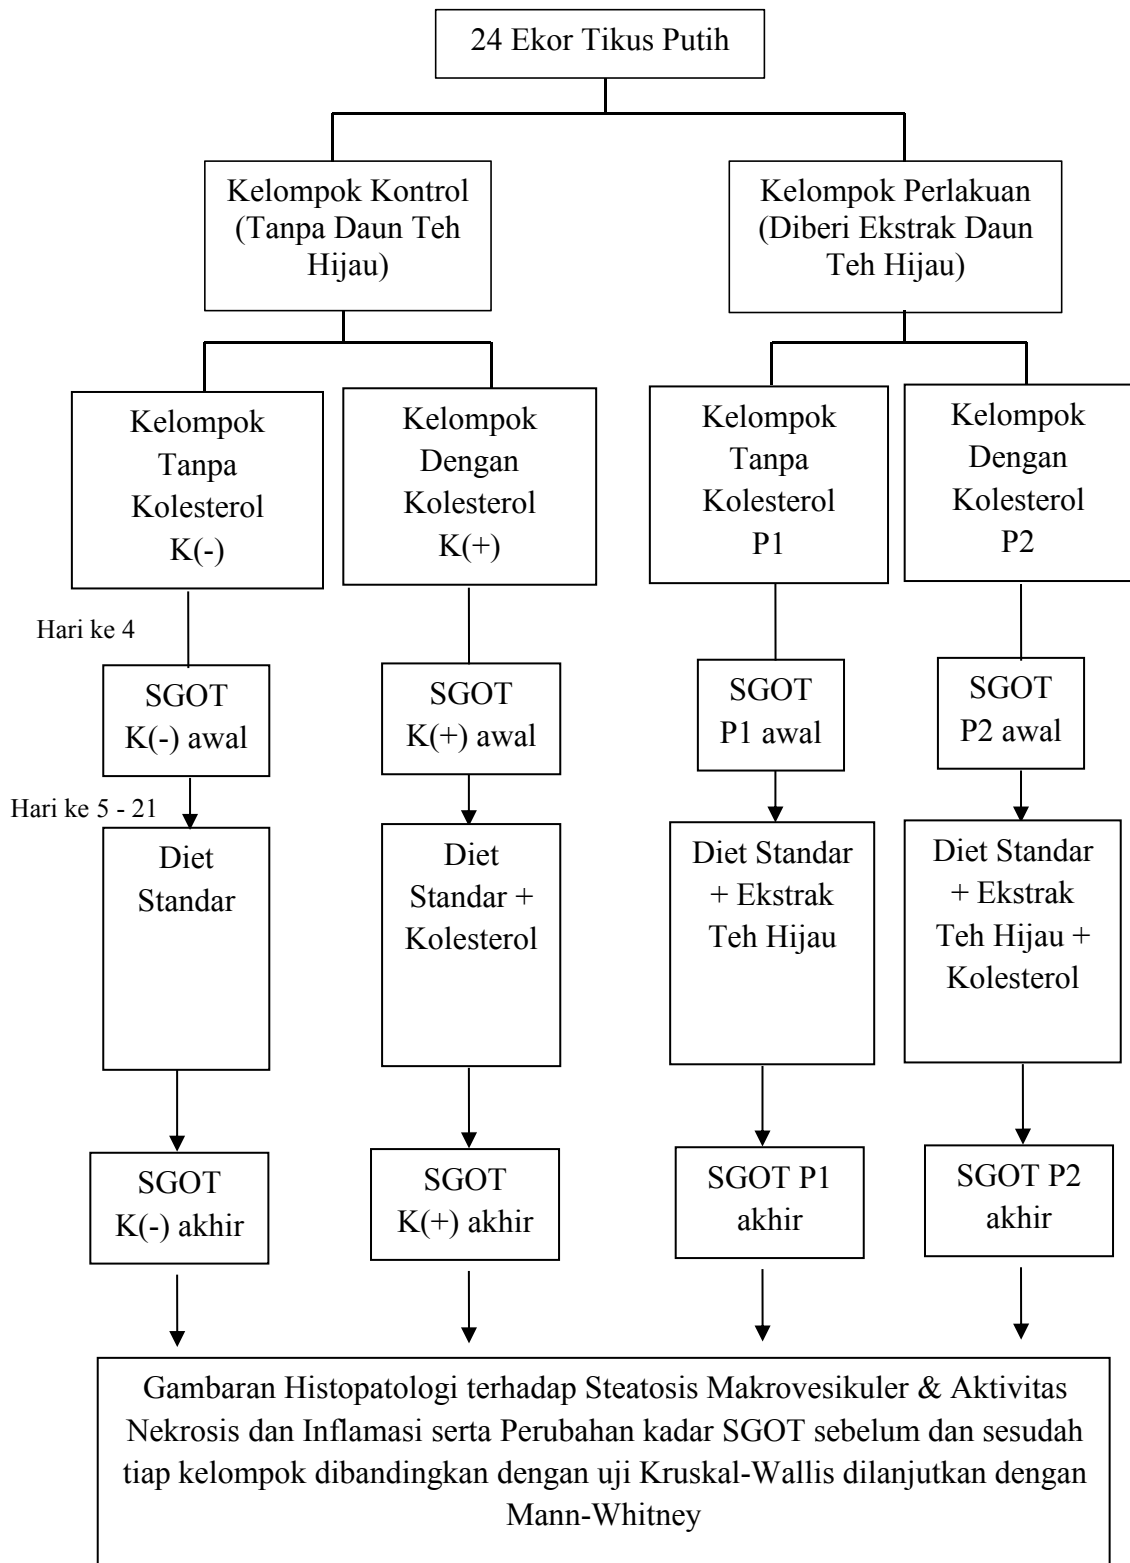 24 Ekor Tikus Putih
Kelompok Kontrol
(Tanpa Daun Teh
Hijau)
Kelompok Perlakuan
(Diberi Ekstrak Daun
Teh Hijau)
Kelompok
Tanpa
Kolesterol
K(-)
Kelompok
Dengan
Kolesterol
K(+)
Kelompok
Tanpa
Kolesterol
P1
Kelompok
Dengan
Kolesterol
P2
Hari ke 4
SGOT
K(-) awal
SGOT
K(+) awal
SGOT
P1 awal
SGOT
P2 awal
Hari ke 5 - 21
Diet
Standar
Diet
Standar +
Kolesterol
Diet Standar
+ Ekstrak
Teh Hijau
Diet Standar
+ Ekstrak
Teh Hijau +
Kolesterol
SGOT
K(-) akhir
SGOT
K(+) akhir
SGOT P1
akhir
SGOT P2
akhir
Gambaran Histopatologi terhadap Steatosis Makrovesikuler & Aktivitas
Nekrosis dan Inflamasi serta Perubahan kadar SGOT sebelum dan sesudah
tiap kelompok dibandingkan dengan uji Kruskal-Wallis dilanjutkan dengan
Mann-Whitney